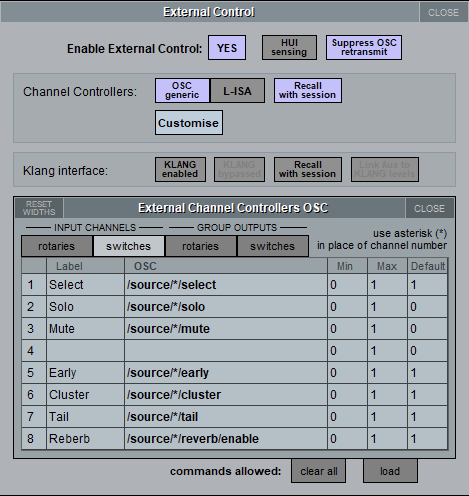 External Control
CLOSE
Enable External Control:
YES
HUI
sensing
Suppress OSC
retransmit
Channel Controllers:
OSC
generic
L-ISA
Recall
with session
Customise
Klang interface:
KLANG
enabled
KLANG
bypassed
Recall
with session
Link Aux to
KLANG levels
RESET
WIDTHS
External Channel Controllers OSC
CLOSE
INPUT CHANNELS
GROUP OUTPUTS
use asterisk (*)
in place of channel number
rotaries
switches
rotaries
switches
Label OSC Min Max Default
1 Select /source/*/select 0 1 1
2 Solo /source/*/solo 0 1 0
3 Mute /source/*/mute 0 1 0
4 0 1 0
5 Early /source/*/early 0 1 1
6 Cluster /source/*/cluster 0 1 1
7 Tail /source/*/tail 0 1 1
8 Reberb /source/*/reverb/enable 0 1 1
commands allowed:
clear all
load